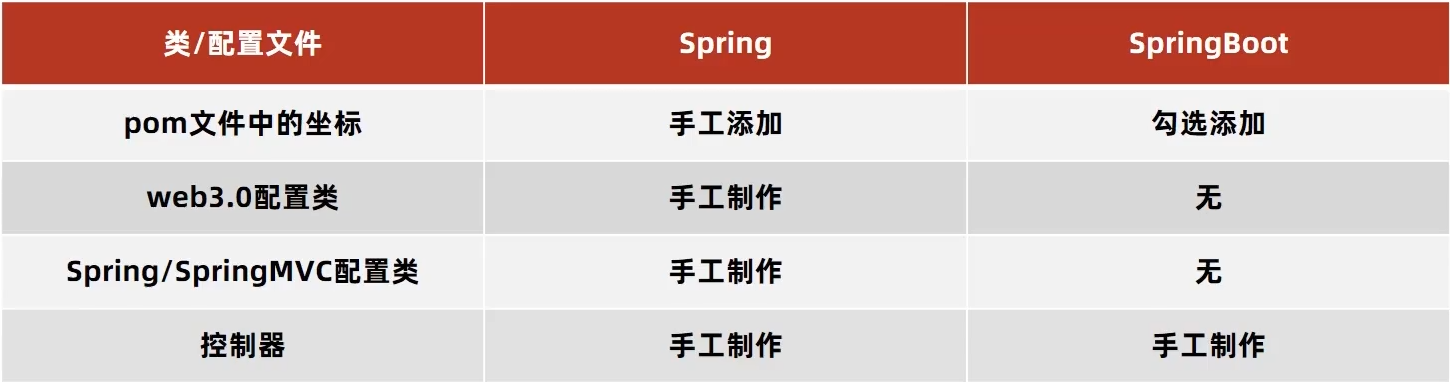 类/配置文件 Spring SpringBoot
pom文件中的坐标 手工添加 勾选添加
web3.0配置类 手工制作 无
Spring/SpringMVC配置类 手工制作 无
控制器 手工制作 手工制作